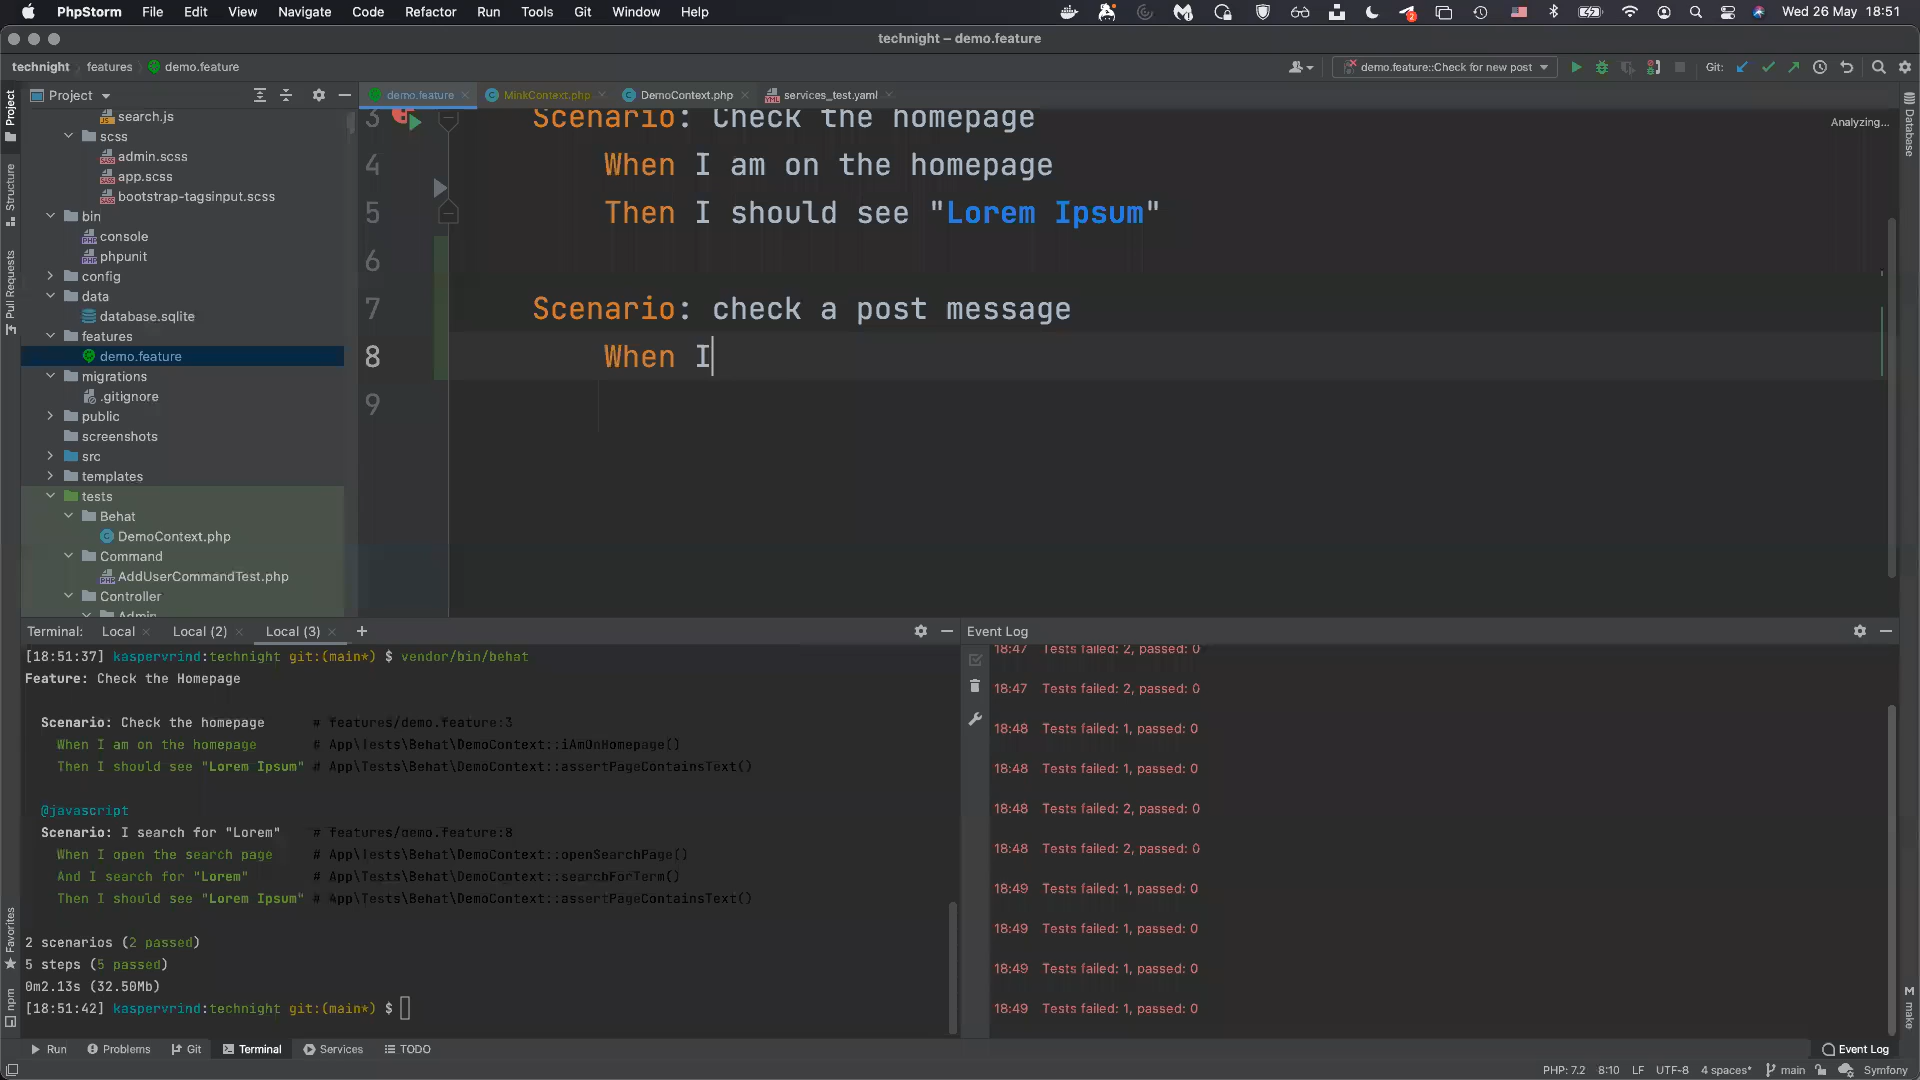 PhpStorm File Edit View Navigate Code Refactor Run Tools Git Window Help
2
Wed 26 May 18:51
technight – demo.feature
technight features demo.feature
demo.feature::Check for new post
Git:
Project
demo.feature
MinkContext.php
DemoContext.php
services_test.yaml
Project
Structure
Pull Requests
Favorites
npm
search.js
scss
admin.scss
app.scss
bootstrap-tagsinput.scss
bin
console
phpunit
config
data
database.sqlite
features
demo.feature
migrations
.gitignore
public
screenshots
src
templates
tests
Behat
DemoContext.php
Command
AddUserCommandTest.php
Controller
Admin
3 Scenario: Check the homepage
4 When I am on the homepage
5 Then I should see "Lorem Ipsum"
6
7 Scenario: check a post message
8 When I
9
Analyzing...
Database
make
Terminal: Local Local (2) Local (3) +
[18:51:37] kaspervrind:technight git:(main*) $ vendor/bin/behat
Feature: Check the Homepage
Scenario: Check the homepage # features/demo.feature:3
When I am on the homepage # App\Tests\Behat\DemoContext::iAmOnHomepage()
Then I should see "Lorem Ipsum" # App\Tests\Behat\DemoContext::assertPageContainsText()
@javascript
Scenario: I search for "Lorem" # features/demo.feature:8
When I open the search page # App\Tests\Behat\DemoContext::openSearchPage()
And I search for "Lorem" # App\Tests\Behat\DemoContext::searchForTerm()
Then I should see "Lorem Ipsum" # App\Tests\Behat\DemoContext::assertPageContainsText()
2 scenarios (2 passed)
5 steps (5 passed)
0m2.13s (32.50Mb)
[18:51:42] kaspervrind:technight git:(main*) $
Event Log
18:47 Tests failed: 2, passed: 0
18:47 Tests failed: 2, passed: 0
18:48 Tests failed: 1, passed: 0
18:48 Tests failed: 1, passed: 0
18:48 Tests failed: 2, passed: 0
18:48 Tests failed: 2, passed: 0
18:49 Tests failed: 1, passed: 0
18:49 Tests failed: 1, passed: 0
18:49 Tests failed: 1, passed: 0
18:49 Tests failed: 1, passed: 0
Run Problems Git Terminal Services TODO
Event Log
PHP: 7.2 8:10 LF UTF-8 4 spaces* main Symfony